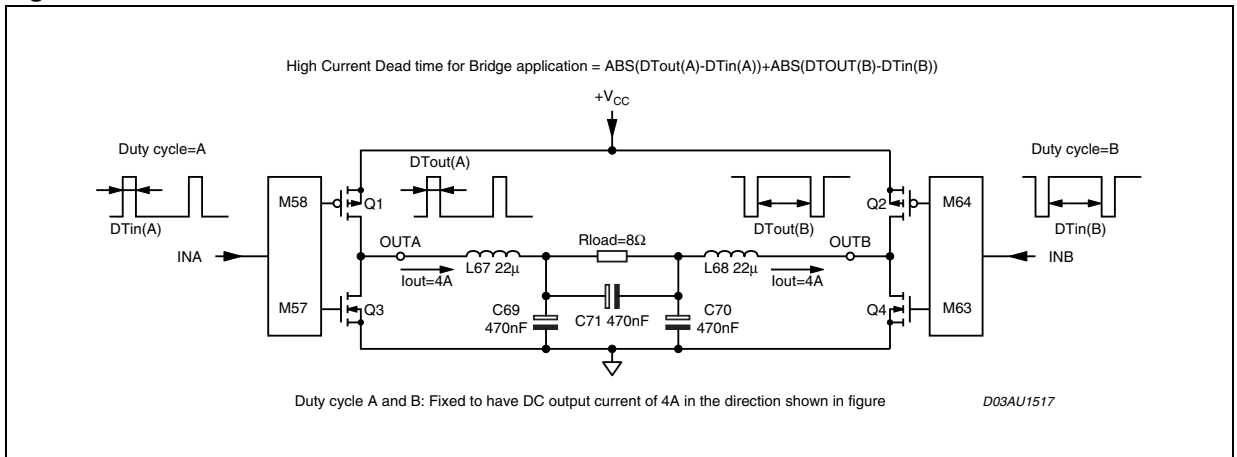 High Current Dead time for Bridge application = ABS(DTout(A)-DTin(A))+ABS(DTOUT(B)-DTin(B))
+VCC
Duty cycle=A
DTout(A)
Duty cycle=B
M58
Q1
Q2
M64
DTin(A)
DTout(B)
DTin(B)
INA
OUTA
Rload=8Ω
OUTB
INB
L67 22μ
L68 22μ
Iout=4A
Iout=4A
M57
Q3
C69
470nF
C71 470nF
C70
470nF
Q4
M63
Duty cycle A and B: Fixed to have DC output current of 4A in the direction shown in figure
D03AU1517